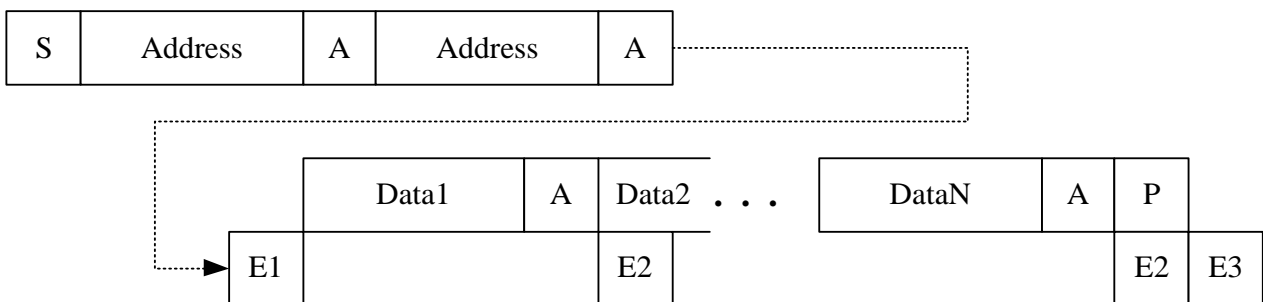 S Address A Address A
Data1 A Data2 . . . DataN A P
E1 E2 E2 E3